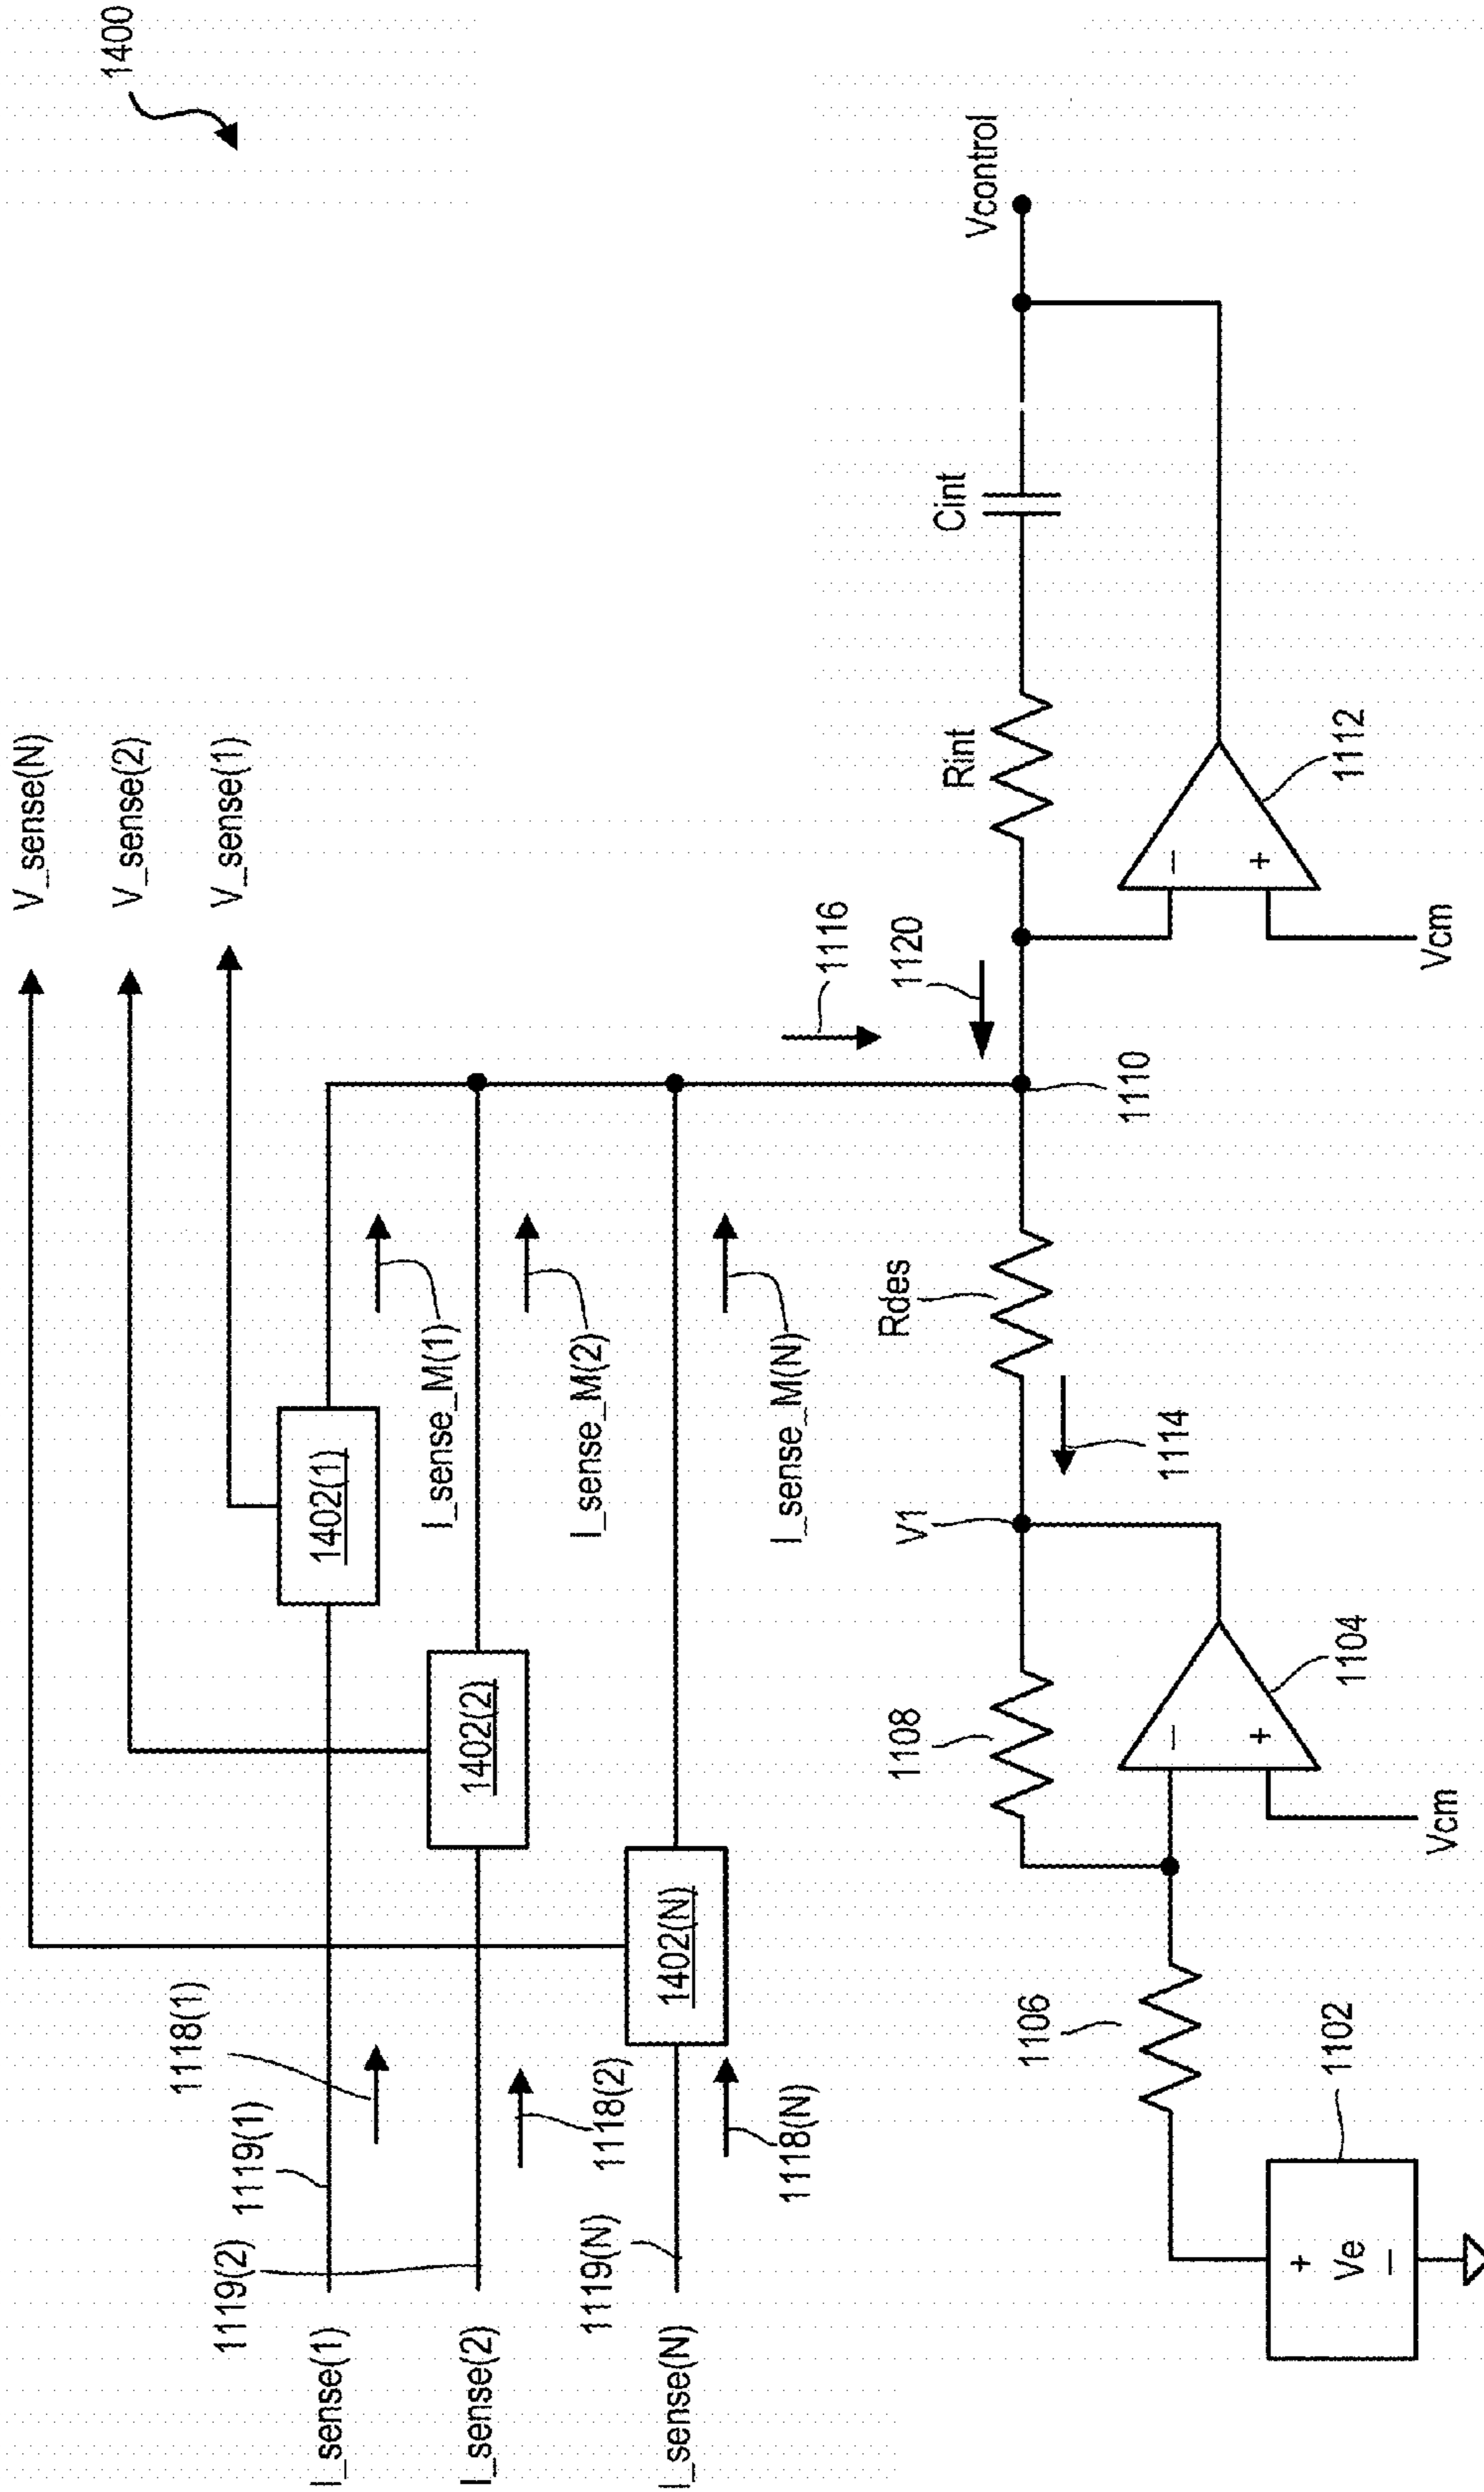 1400
V_sense(N)
V_sense(2)
V_sense(1)
1402(1)
1402(2)
1402(N)
I_sense_M(1)
I_sense_M(2)
I_sense_M(N)
1118(1)
1119(1)
1119(2)
1118(2)
1119(N)
1118(N)
I_sense(1)
I_sense(2)
I_sense(N)
Vcontrol
Cint
Rint
1116
1120
1110
1112
−
+
Vcm
Rdes
1114
V1
1108
1104
−
+
Vcm
1106
1102
+
Ve
−